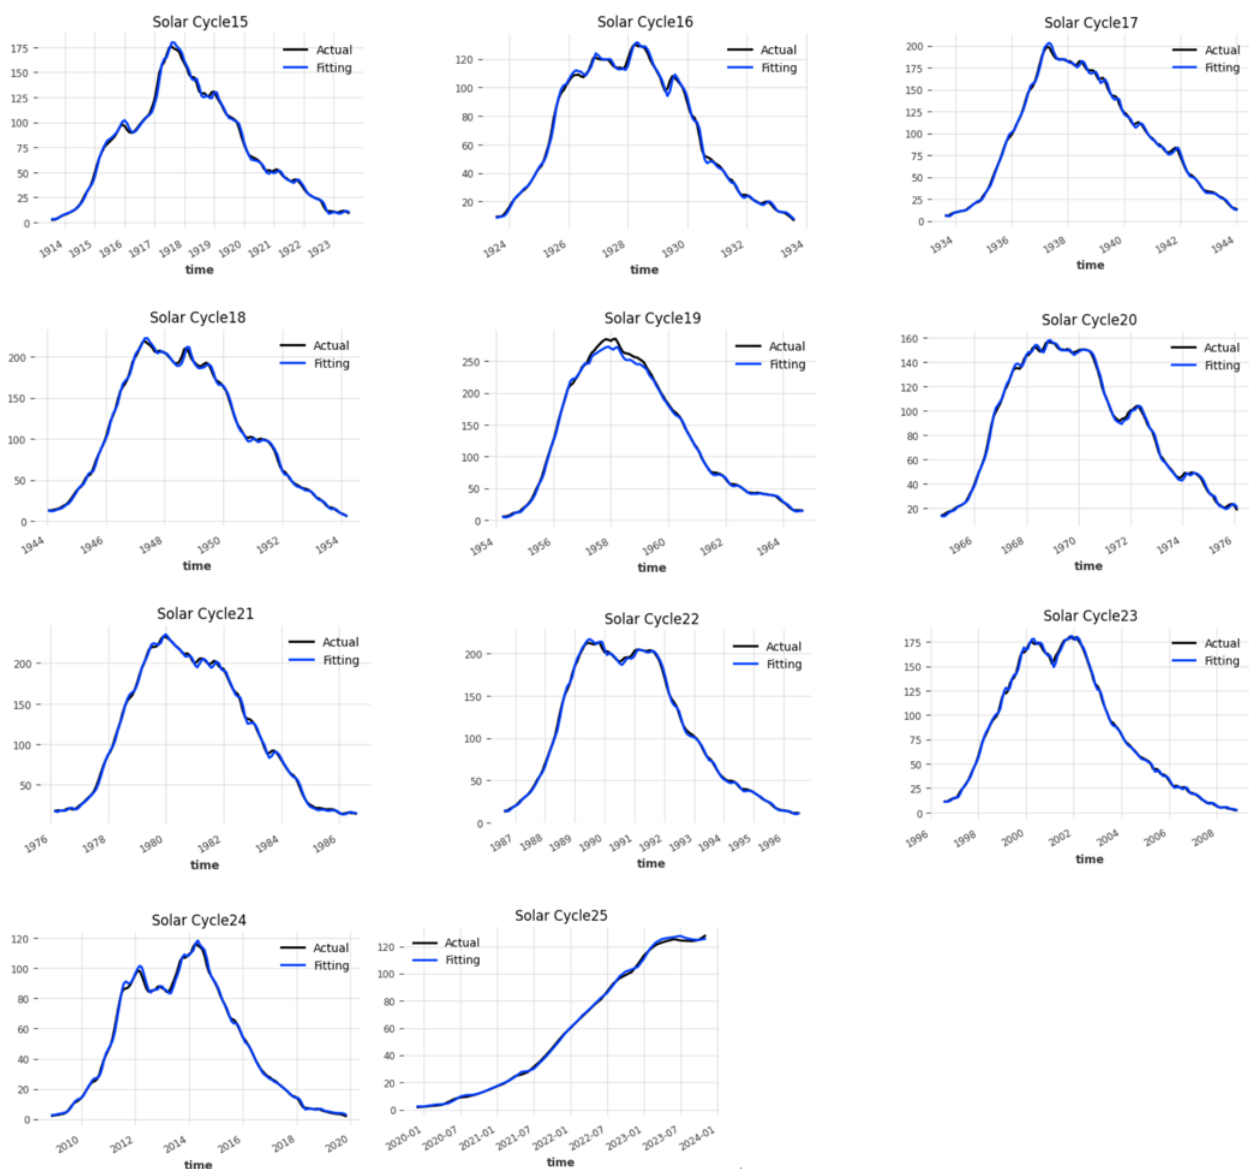 Solar Cycle15
Actual
Fitting
175
150
125
100
75
50
25
0
1914 1915 1916 1917 1918 1919 1920 1921 1922 1923
time
Solar Cycle16
Actual
Fitting
120
100
80
60
40
20
1924 1926 1928 1930 1932 1934
time
Solar Cycle17
Actual
Fitting
200
175
150
125
100
75
50
25
0
1934 1936 1938 1940 1942 1944
time
Solar Cycle18
Actual
Fitting
200
150
100
50
0
1944 1946 1948 1950 1952 1954
time
Solar Cycle19
Actual
Fitting
250
200
150
100
50
0
1954 1956 1958 1960 1962 1964
time
Solar Cycle20
Actual
Fitting
160
140
120
100
80
60
40
20
1966 1968 1970 1972 1974 1976
time
Solar Cycle21
Actual
Fitting
200
150
100
50
1976 1978 1980 1982 1984 1986
time
Solar Cycle22
Actual
Fitting
200
150
100
50
0
1987 1988 1989 1990 1991 1992 1993 1994 1995 1996
time
Solar Cycle23
Actual
Fitting
175
150
125
100
75
50
25
0
1996 1998 2000 2002 2004 2006 2008
time
Solar Cycle24
Actual
Fitting
120
100
80
60
40
20
0
2010 2012 2014 2016 2018 2020
time
Solar Cycle25
Actual
Fitting
120
100
80
60
40
20
0
2020-01 2020-07 2021-01 2021-07 2022-01 2022-07 2023-01 2023-07 2024-01
time